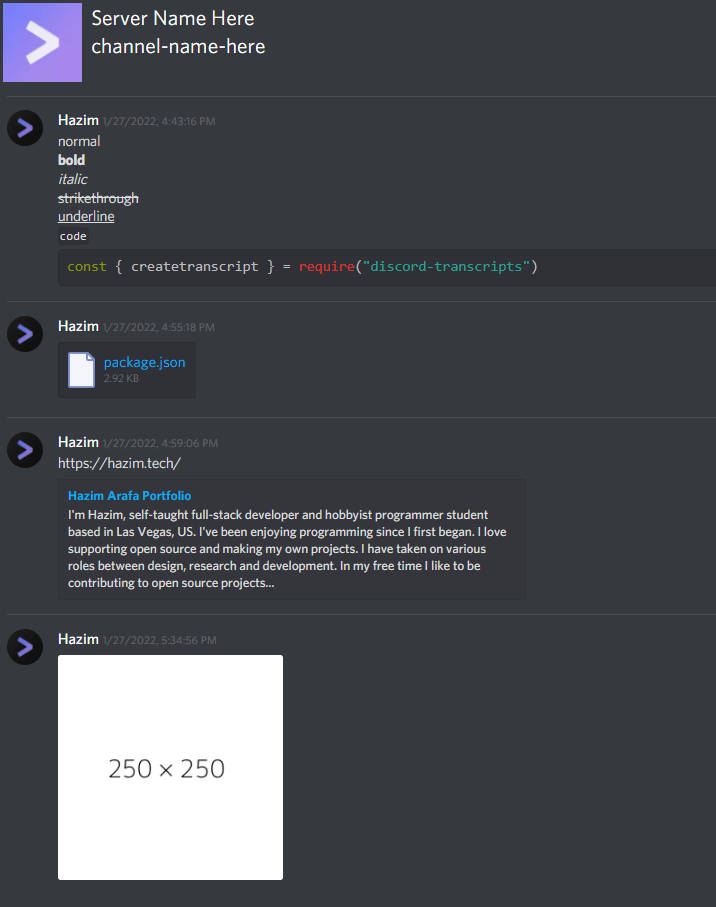 Server Name Here
channel-name-here
Hazim 1/27/2022, 4:43:16 PM
normal
bold
italic
strikethrough
underline
code
const { createtranscript } = require("discord-transcripts")
Hazim 1/27/2022, 4:55:18 PM
package.json
2.92 KB
Hazim 1/27/2022, 4:59:06 PM
https://hazim.tech/
Hazim Arafa Portfolio
I'm Hazim, self-taught full-stack developer and hobbyist programmer student
based in Las Vegas, US. I've been enjoying programming since I first began. I love
supporting open source and making my own projects. I have taken on various
roles between design, research and development. In my free time I like to be
contributing to open source projects...
Hazim 1/27/2022, 5:34:56 PM
250 × 250